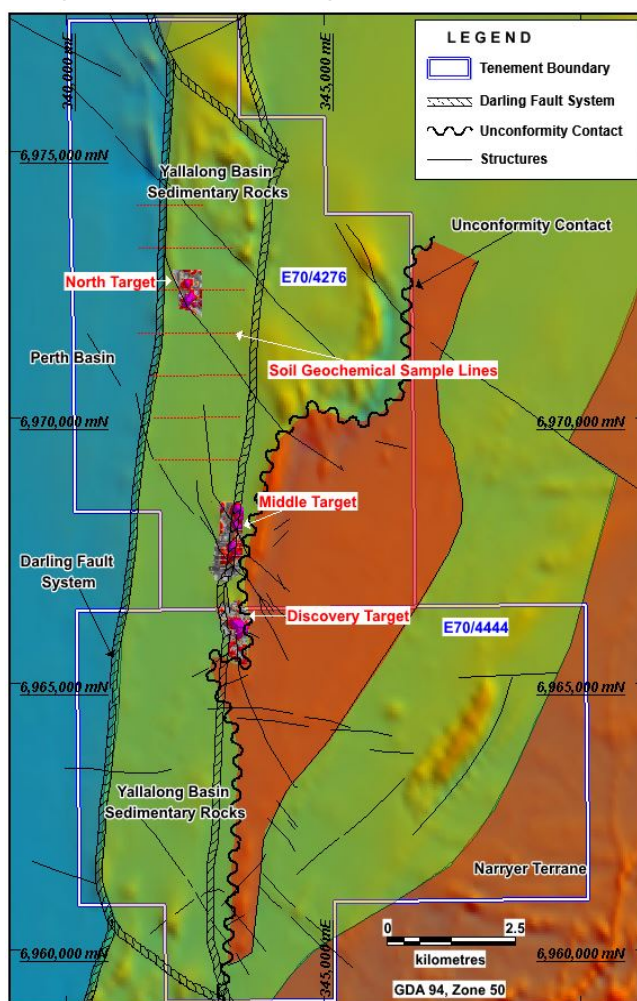 LEGEND
Tenement Boundary
Darling Fault System
Unconformity Contact
Structures
340,000 mE
345,000 mE
6,975,000 mN
Yallalong Basin
Sedimentary Rocks
Unconformity Contact
North Target
E70/4276
Perth Basin
Soil Geochemical Sample Lines
6,970,000 mN
6,970,000 mN
Middle Target
Darling Fault
System
Discovery Target
E70/4444
6,965,000 mN
6,965,000 mN
Yallalong Basin
Sedimentary Rocks
Narryer Terrane
0
2.5
kilometres
6,960,000 mN
345,000 mE
6,960,000 mN
GDA 94, Zone 50